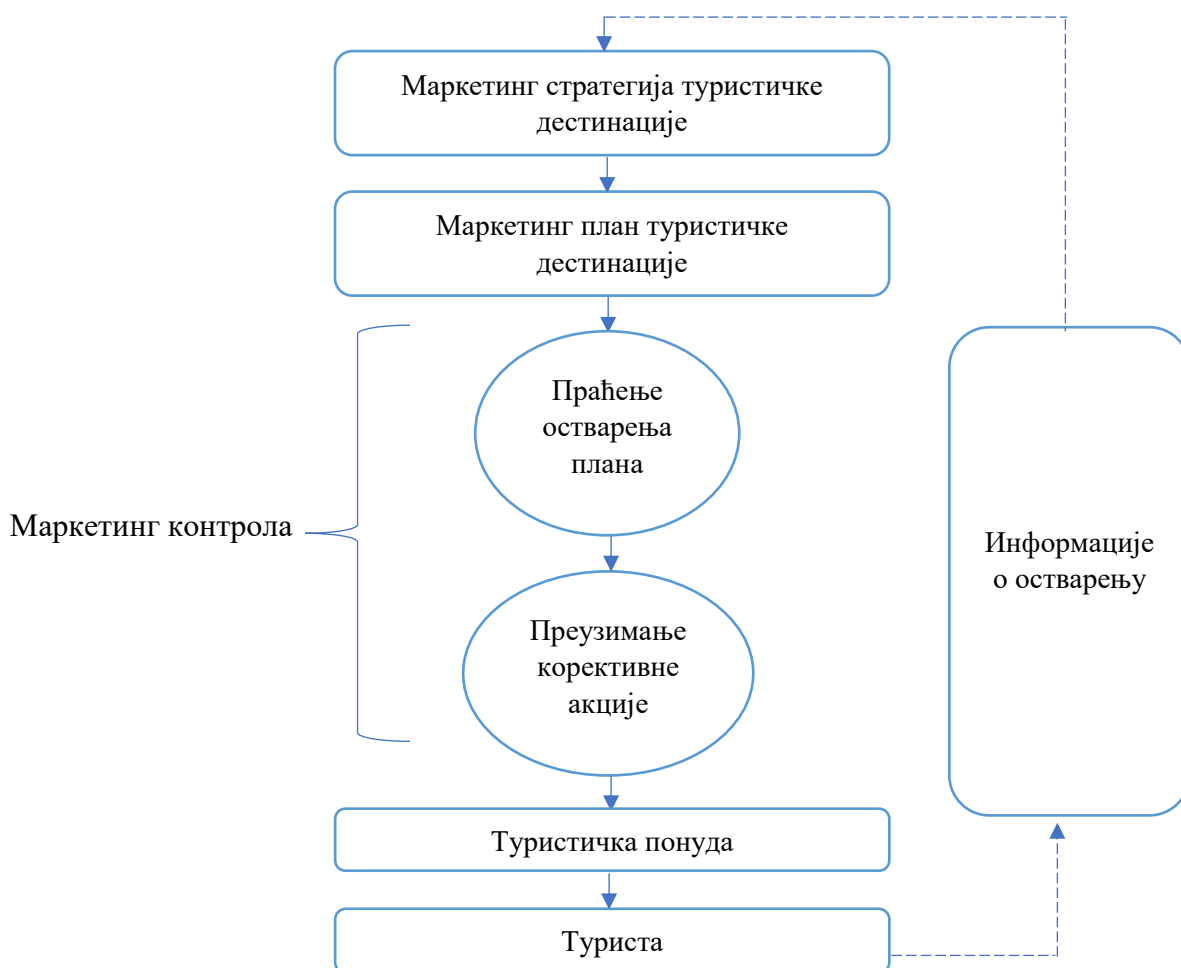 Маркетинг стратегија туристичке
дестинације
Маркетинг план туристичке
дестинације
Праћење
остварења
плана
Маркетинг контрола
Информације
о остварењу
Преузимање
корективне
акције
Туристичка понуда
Туриста